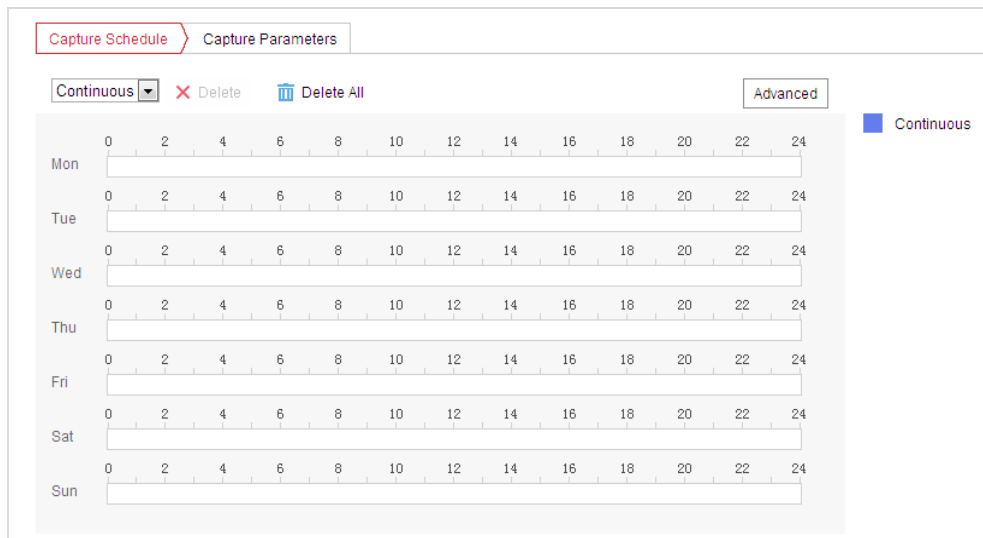 Capture Schedule Capture Parameters
Continuous Delete Delete All Advanced
Continuous
0 2 4 6 8 10 12 14 16 18 20 22 24
Mon
0 2 4 6 8 10 12 14 16 18 20 22 24
Tue
0 2 4 6 8 10 12 14 16 18 20 22 24
Wed
0 2 4 6 8 10 12 14 16 18 20 22 24
Thu
0 2 4 6 8 10 12 14 16 18 20 22 24
Fri
0 2 4 6 8 10 12 14 16 18 20 22 24
Sat
0 2 4 6 8 10 12 14 16 18 20 22 24
Sun